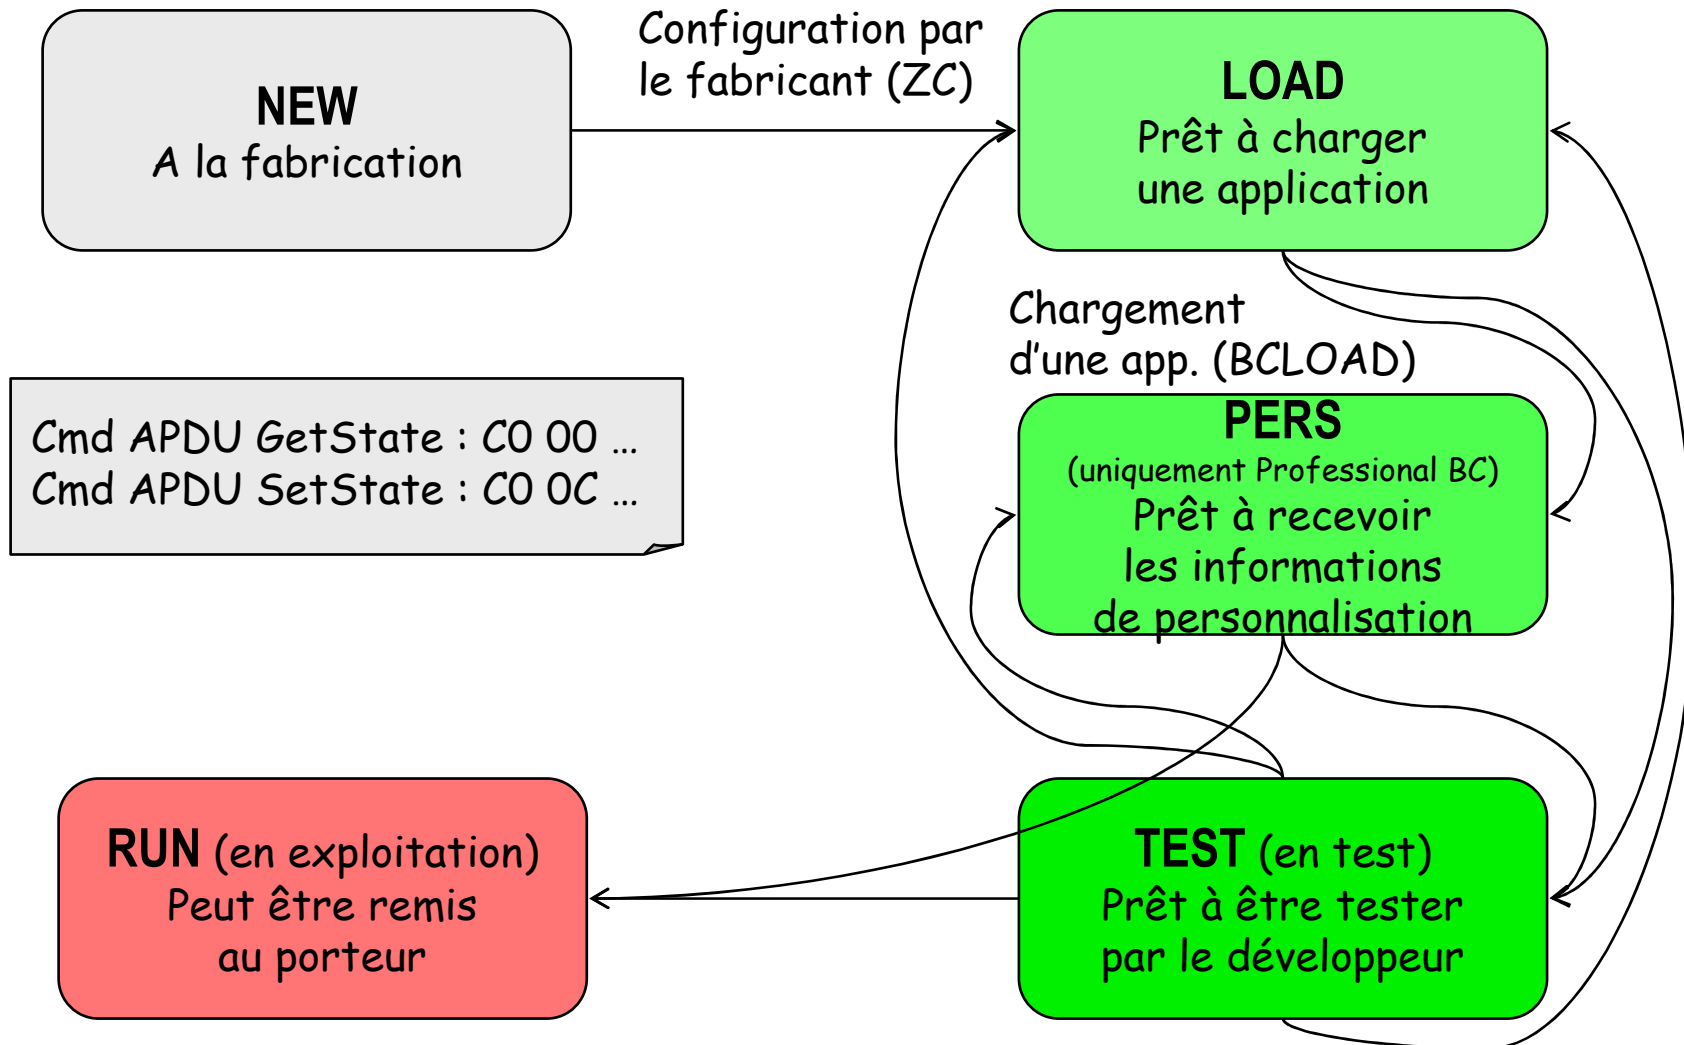 NEW
A la fabrication
Configuration par
le fabricant (ZC)
LOAD
Prêt à charger
une application
Chargement
d'une app. (BCLOAD)
Cmd APDU GetState : C0 00 ...
Cmd APDU SetState : C0 0C ...
PERS
(uniquement Professional BC)
Prêt à recevoir
les informations
de personnalisation
RUN (en exploitation)
Peut être remis
au porteur
TEST (en test)
Prêt à être tester
par le développeur